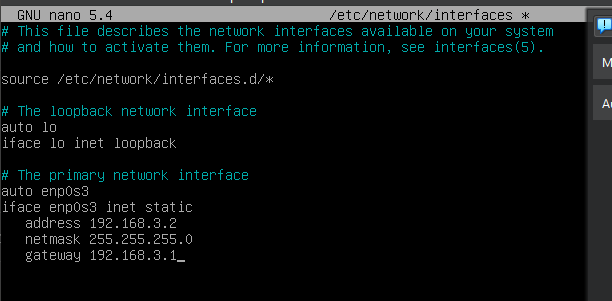 GNU nano 5.4 /etc/network/interfaces *
# This file describes the network interfaces available on your system
# and how to activate them. For more information, see interfaces(5).
source /etc/network/interfaces.d/*
# The loopback network interface
auto lo
iface lo inet loopback
# The primary network interface
auto enp0s3
iface enp0s3 inet static
address 192.168.3.2
netmask 255.255.255.0
gateway 192.168.3.1_